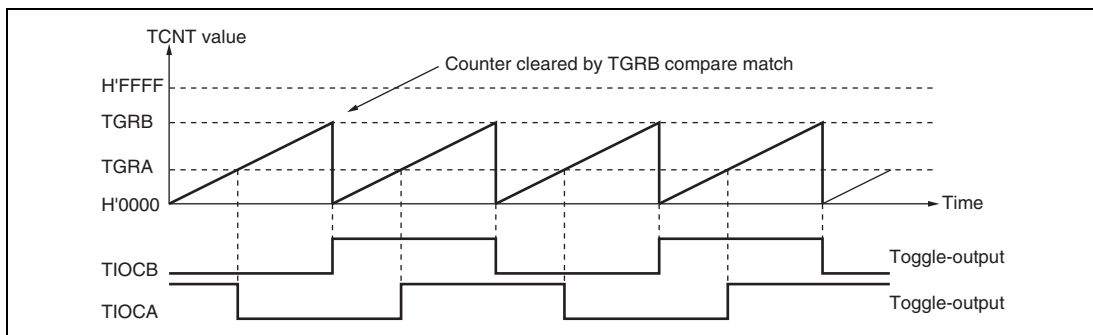 TCNT value
Counter cleared by TGRB compare match
H'FFFF
TGRB
TGRA
H'0000
Time
TIOCB
Toggle-output
TIOCA
Toggle-output